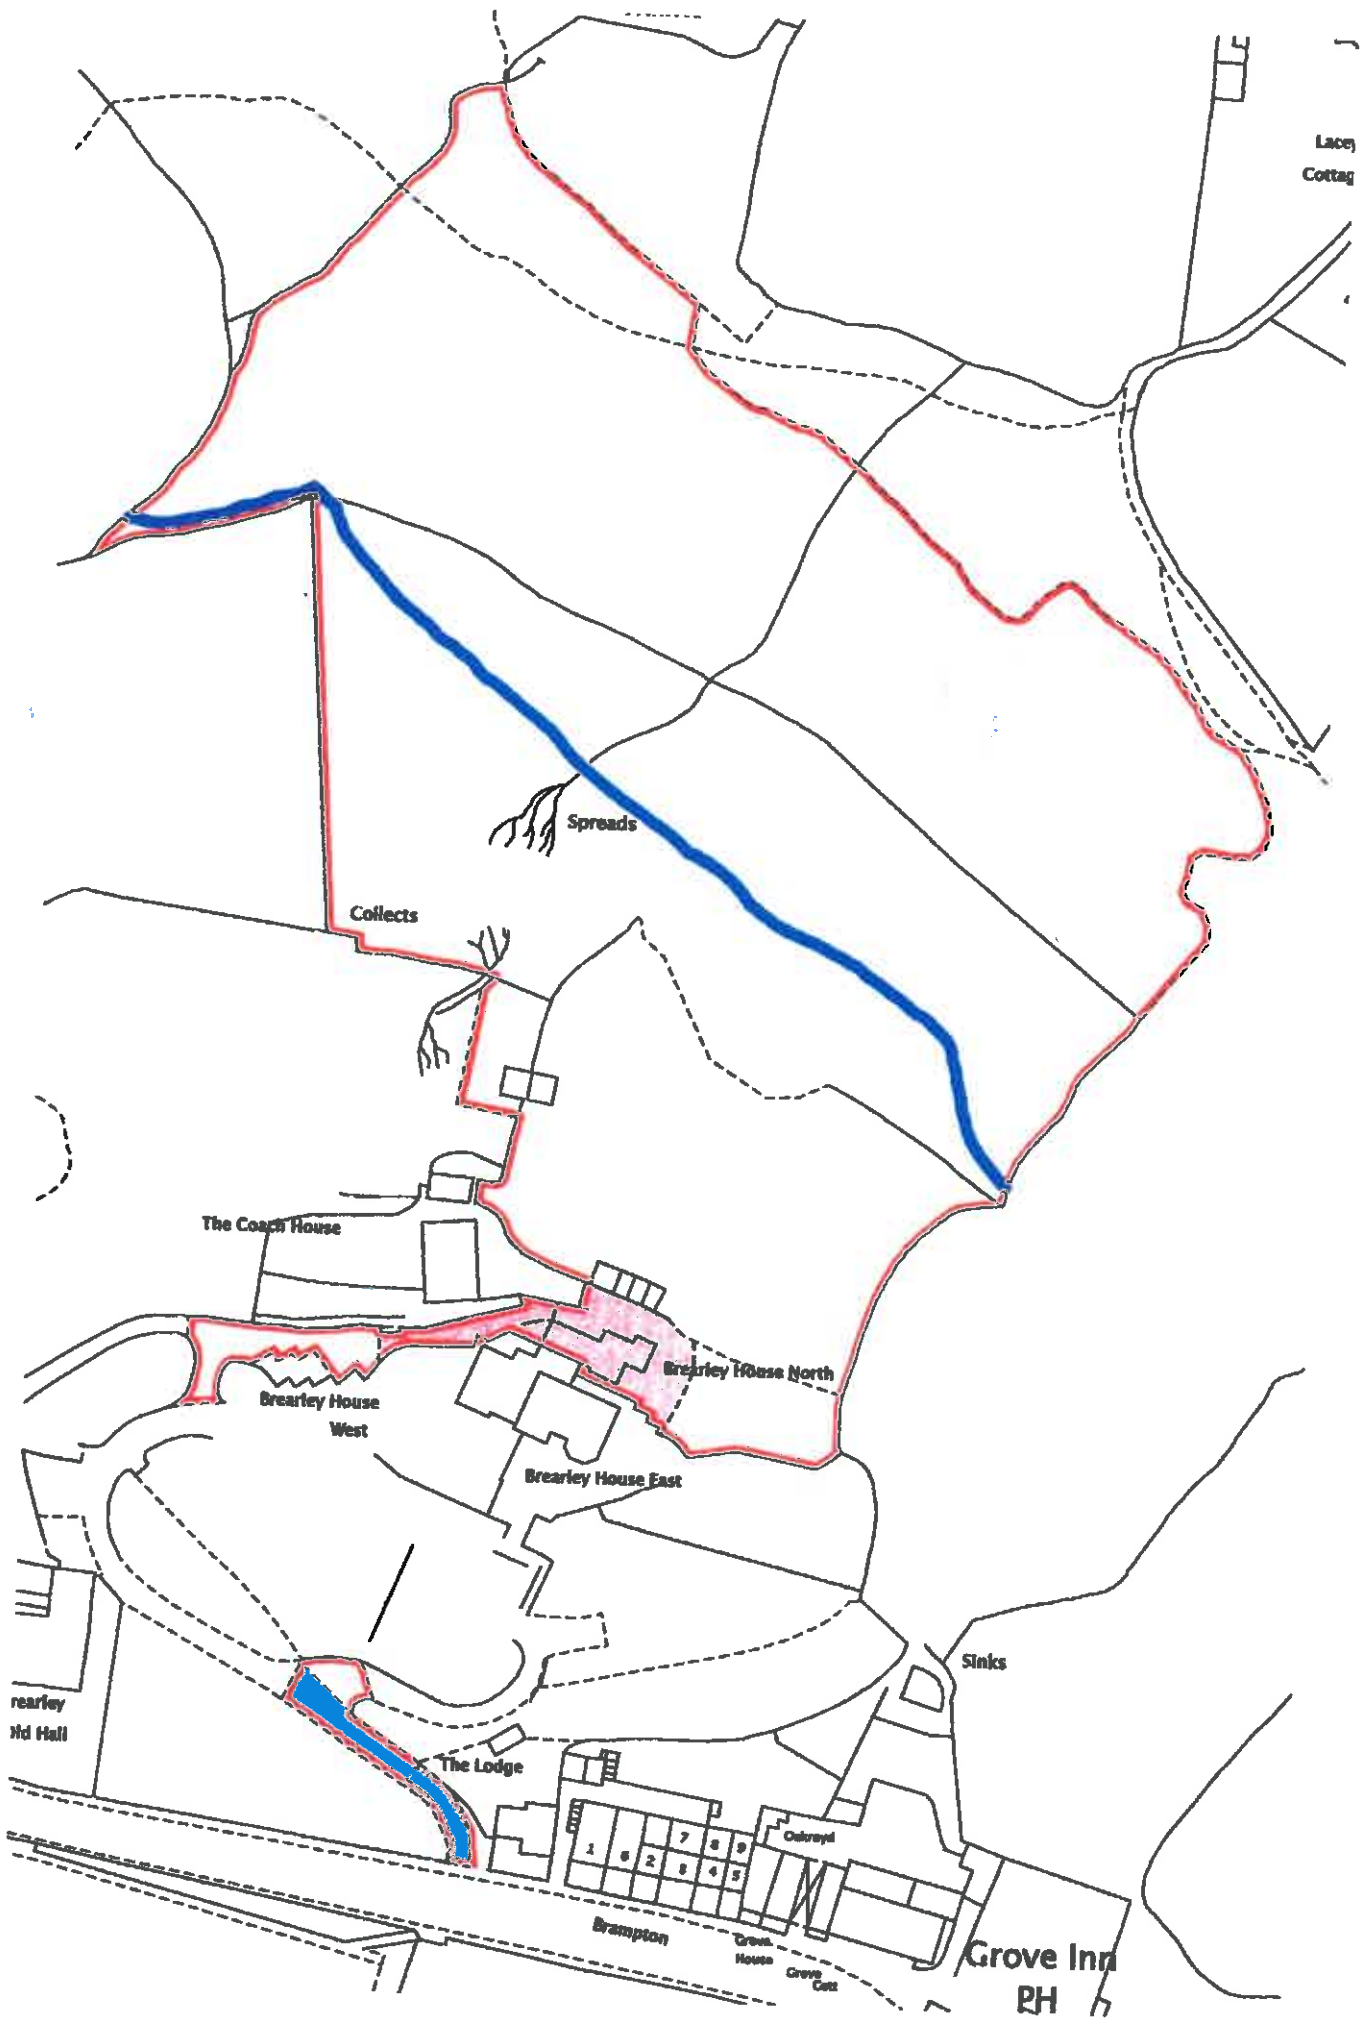 Lacey
Cottag
Spreads
Collects
The Coach House
Brearley House North
Brearley House
West
Brearley House East
Sinks
rearley
Old Hall
The Lodge
7
8
9
Oakroyd
1
6
2
3
4
5
Brampton
Grove
House
Grove
Cott
Grove Inn
PH